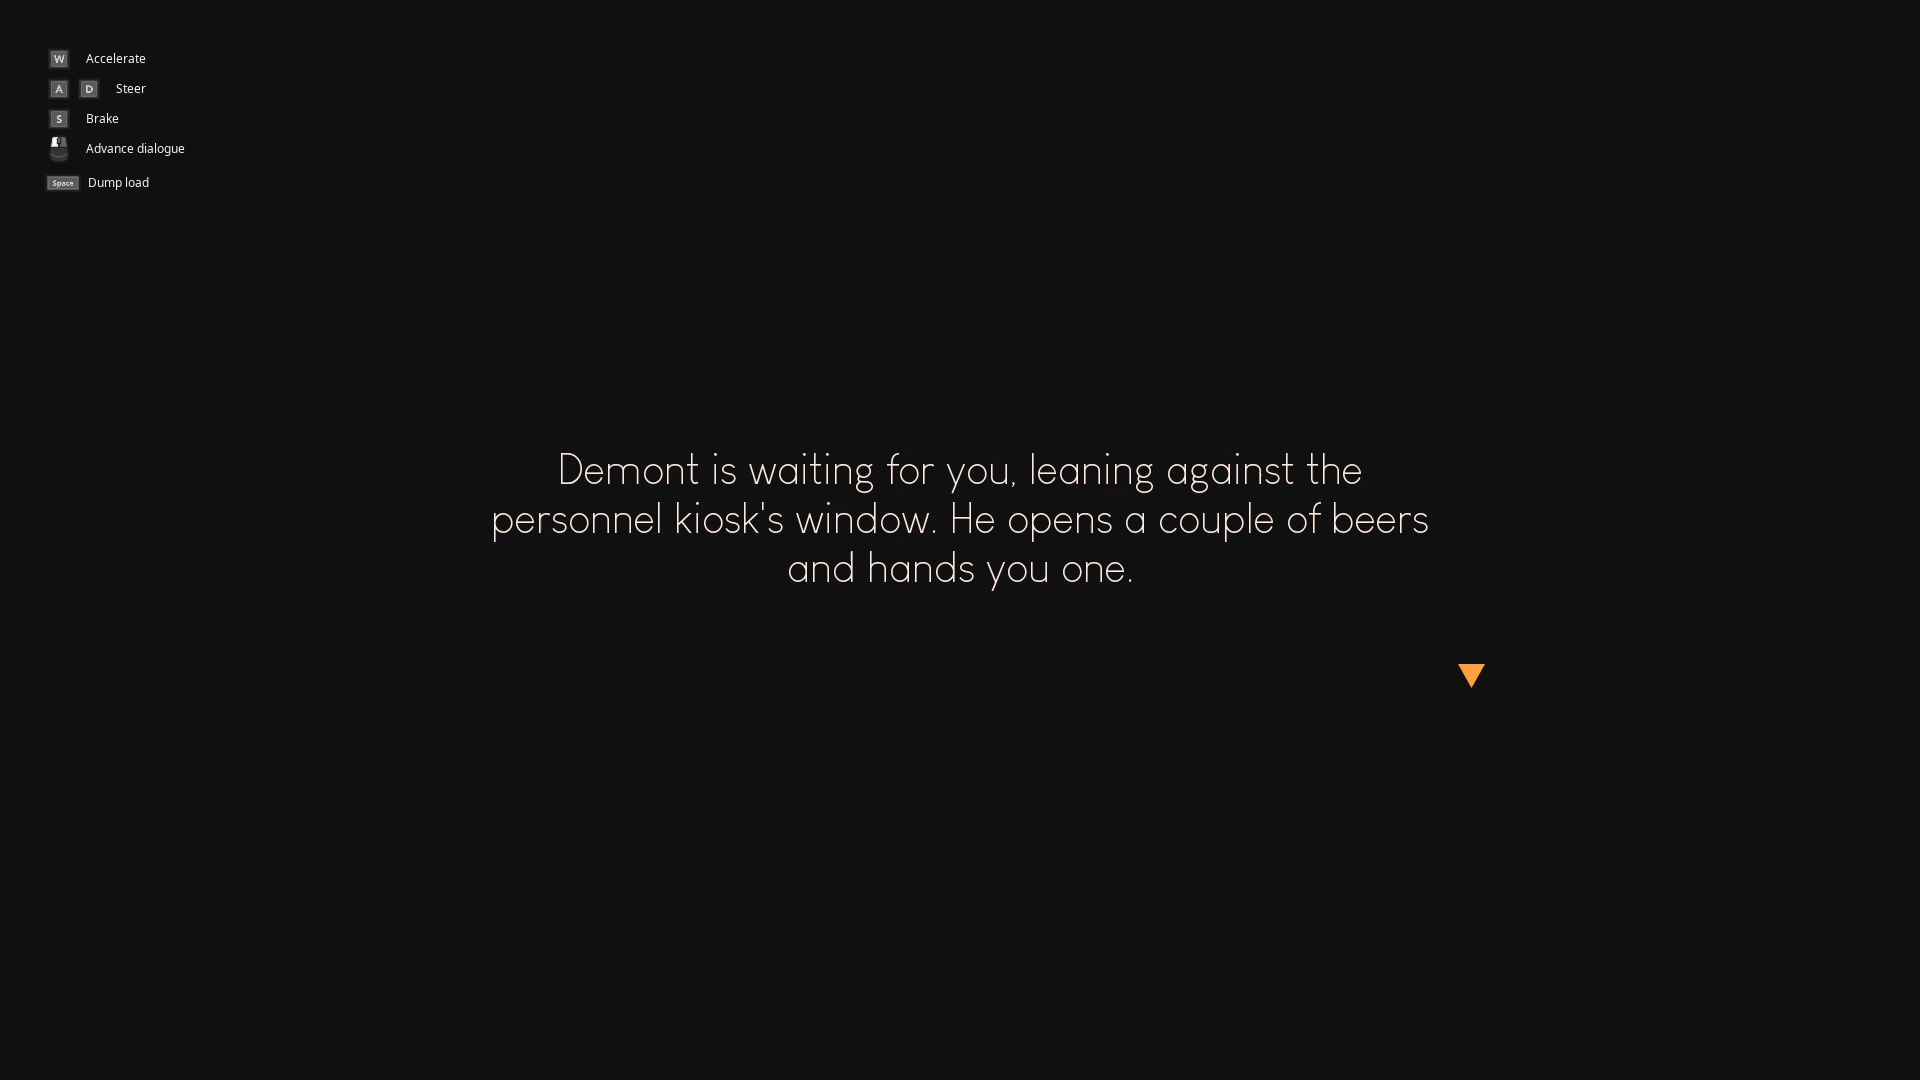 W Accelerate
A D Steer
S Brake
Advance dialogue
Space Dump load
Demont is waiting for you, leaning against the
personnel kiosk's window. He opens a couple of beers
and hands you one.